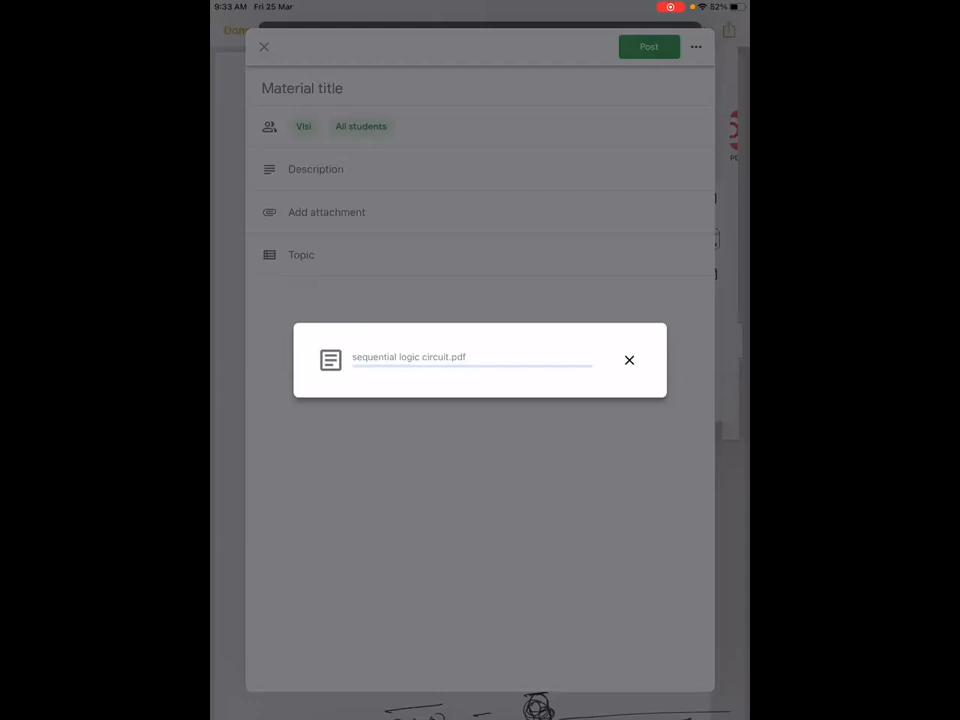 9:33 AM Fri 25 Mar
52%
Post
Material title
Visi
All students
Description
Add attachment
Topic
sequential logic circuit.pdf